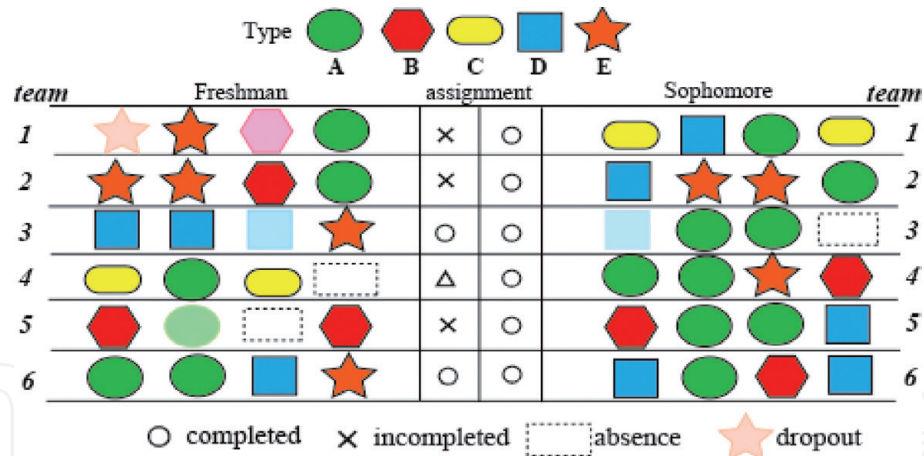 Type
A B C D E
team Freshman assignment Sophomore team
1 × ○ 1
2 × ○ 2
3 ○ ○ 3
4 △ ○ 4
5 × ○ 5
6 ○ ○ 6
○ completed × incompleted absence dropout